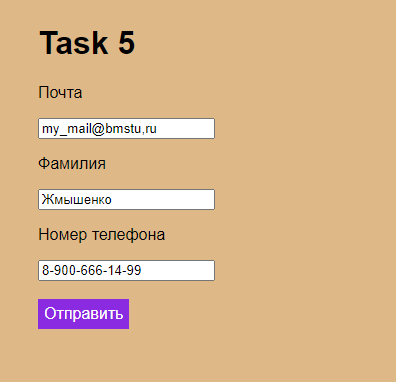 Task 5
Почта
my_mail@bmstu,ru
Фамилия
Жмышенко
Номер телефона
8-900-666-14-99
Отправить